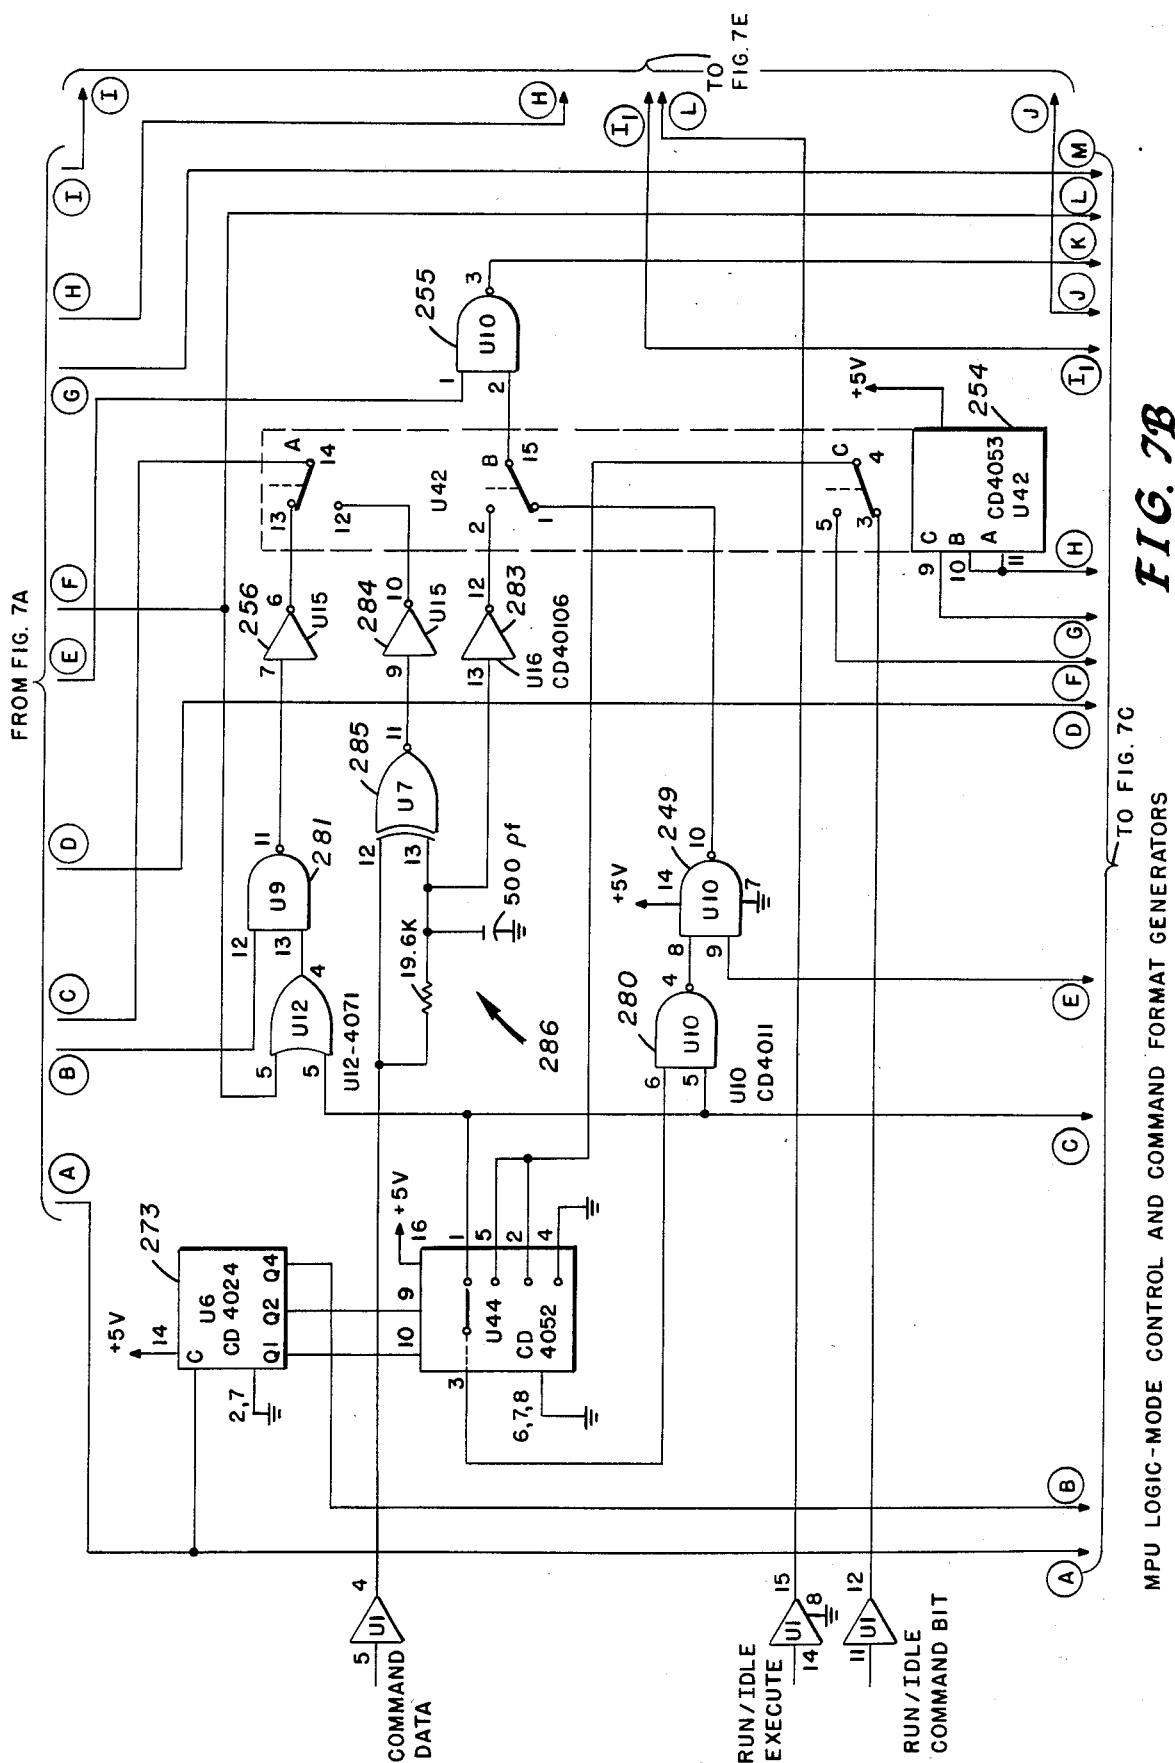 FROM FIG. 7A
A
B
C
D
E
F
G
H
I
I
H
TO
FIG. 7E
I1
L
J
+5V
14
273
C
U6
CD 4024
Q1 Q2 Q4
2,7
10
9
16
+5V
3
1
5
2
4
U44
CD
4052
6,7,8
5
U1
4
COMMAND
DATA
5
5
U12
4
U12-4071
12
13
U9
11
281
7
256
6
U15
13
A
14
12
U42
12
13
U7
11
285
9
284
10
U15
19.6K
500 pf
286
13
12
283
U16
CD40106
2
B
15
1
1
2
U10
3
255
6
5
U10
4
280
U10
CD4011
8
9
U10
10
249
+5V
14
7
5
3
C
4
+5V
254
CD4053
U42
C
B
A
9
10
11
RUN/IDLE
EXECUTE
14
U1
15
8
RUN/IDLE
COMMAND BIT
11
U1
12
A
B
C
E
D
F
G
H
I1
J
K
L
M
TO FIG. 7C
MPU LOGIC-MODE CONTROL AND COMMAND FORMAT GENERATORS
FIG. 7B